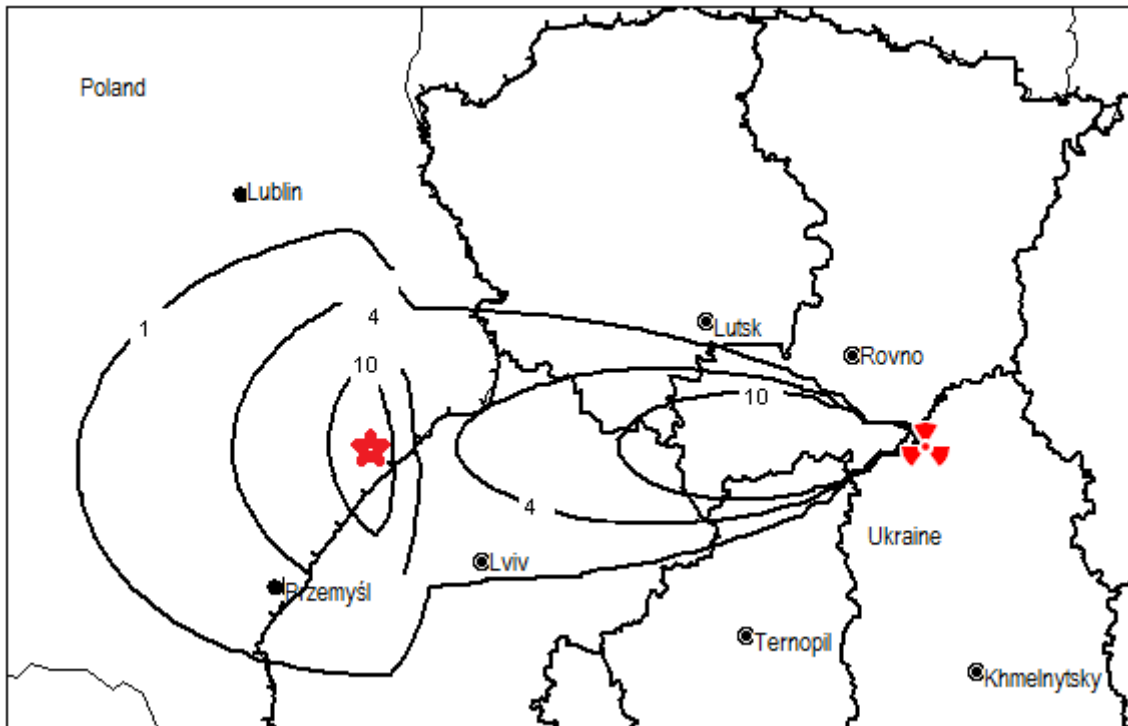 Poland
Lublin
1
4
10
Lutsk
Rovno
10
4
Ukraine
Lviv
Przemyśl
Ternopil
Khmelnytsky